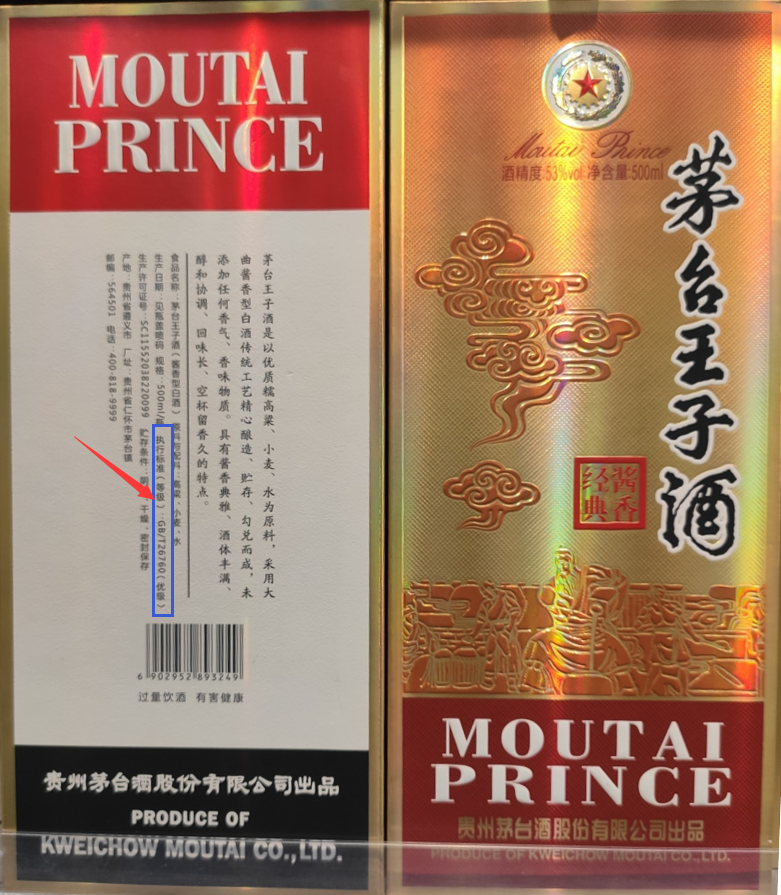 MOUTAI
PRINCE
茅台王子酒是以优质糯高粱、小麦、水为原料，采用大
曲酱香型白酒传统工艺精心酿造、贮存、勾兑而成，未
添加任何香气、香味物质。具有酱香典雅、酒体丰满、
醇和协调、回味长、空杯留香久的特点。
食品名称：茅台王子酒（酱香型白酒） 原料与配料：高粱、小麦、水
生产日期：见瓶盖喷码 规格：500ml/瓶 执行标准（等级）：GB/T26760（优级）
生产许可证号：SC11552038220099 贮存条件：阴 干燥、密封保存
产地：贵州省遵义市 厂址：贵州省仁怀市茅台镇
邮编：564501 电话：400-818-9999
6 902952 893249
过量饮酒 有害健康
贵州茅台酒股份有限公司出品
PRODUCE OF
KWEICHOW MOUTAI CO.,LTD.
Moutai Prince
酒精度:53%vol 净含量:500ml
茅台王子酒
酱香
经典
MOUTAI
PRINCE
贵州茅台酒股份有限公司出品
PRODUCE OF KWEICHOW MOUTAI CO.,LTD.